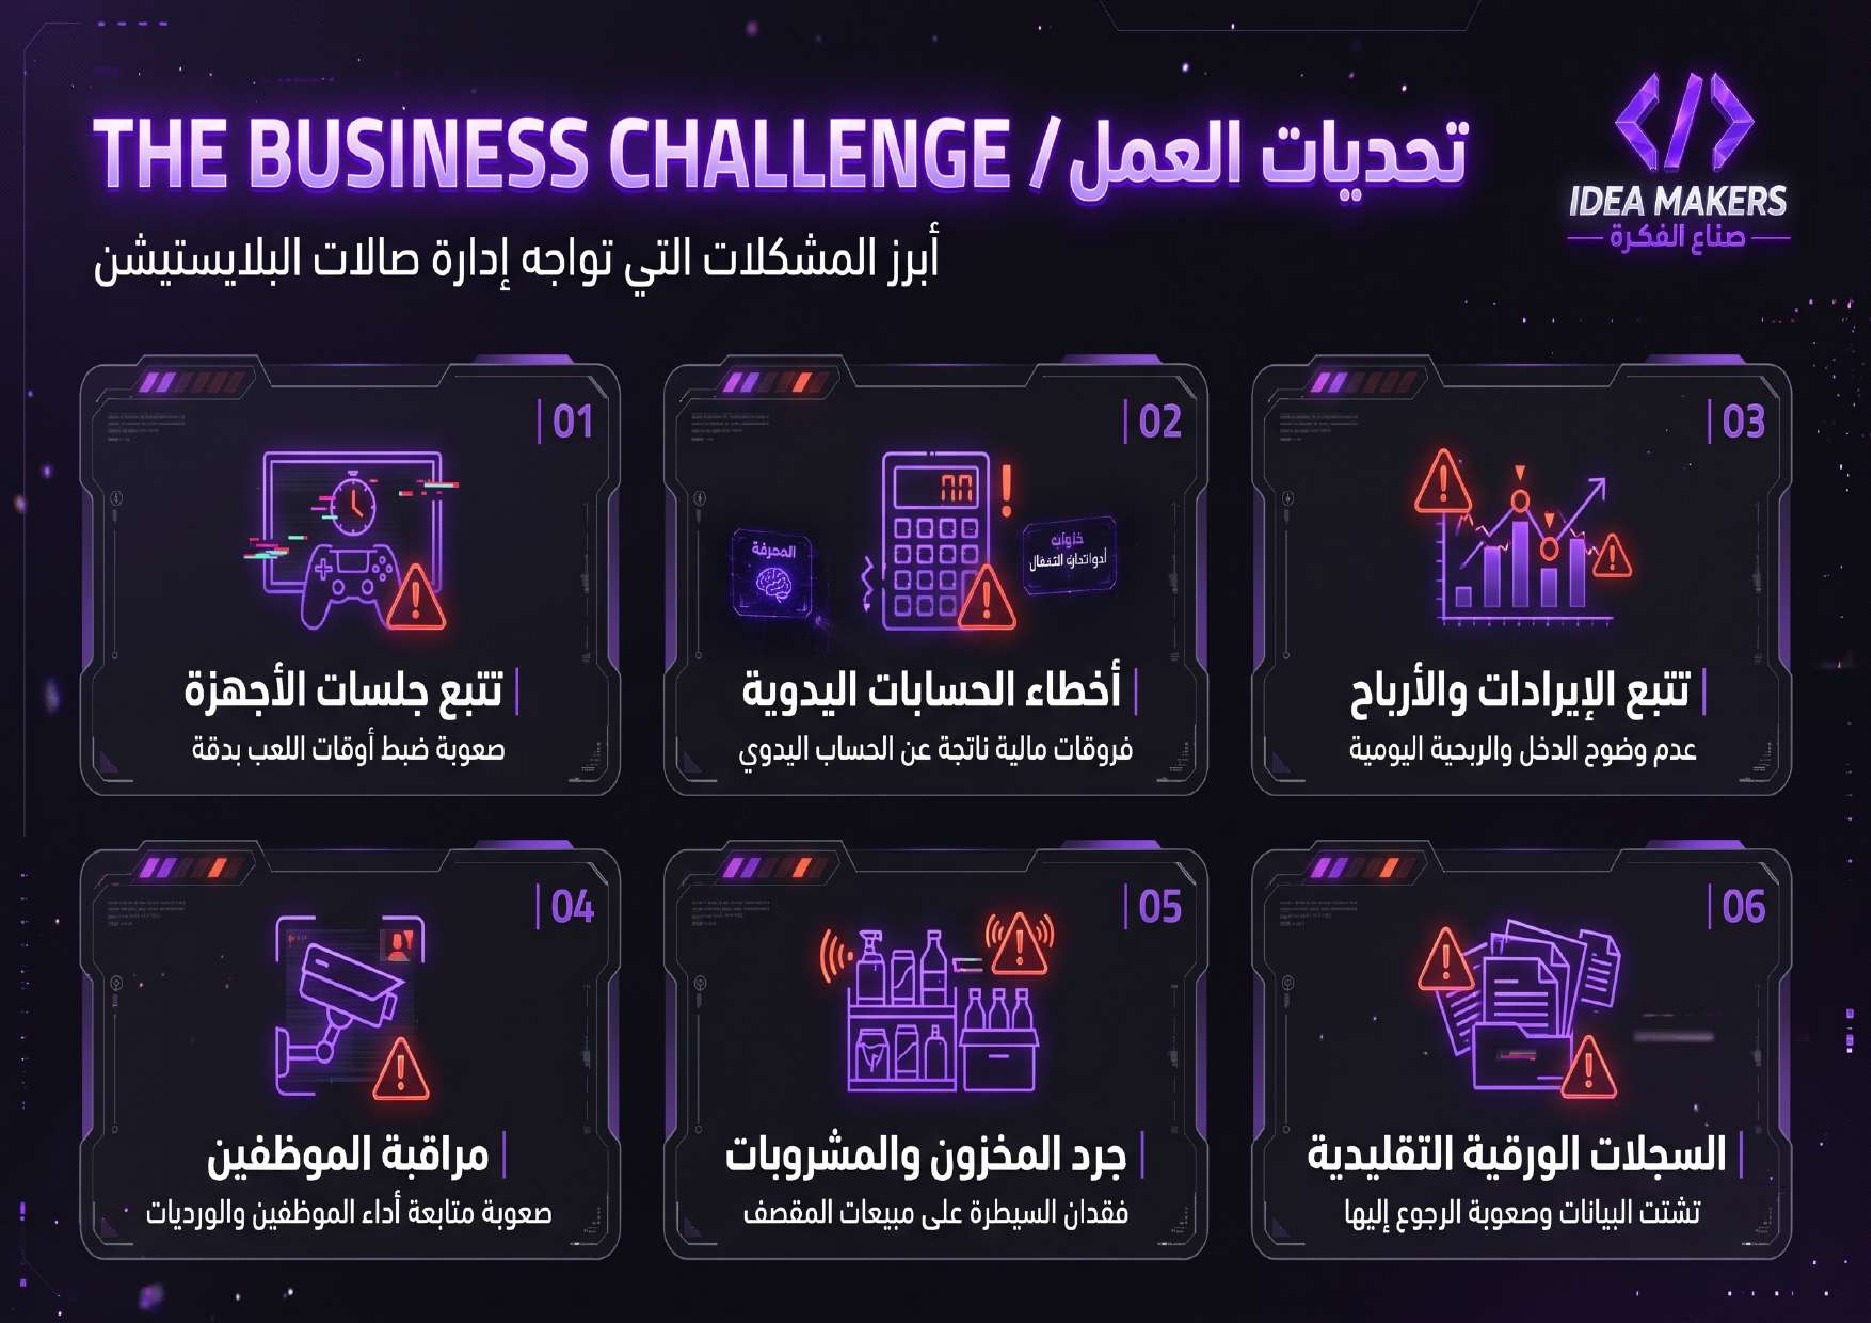 THE BUSINESS CHALLENGE / تحديات العمل
أبرز المشكلات التي تواجه إدارة صالات البلايستيشن
IDEA MAKERS
صناع الفكرة
01
تتبع جلسات الأجهزة
صعوبة ضبط أوقات اللعب بدقة
02
المعرفة
أخطاء الحسابات اليدوية
فروقات مالية ناتجة عن الحساب اليدوي
03
تتبع الإيرادات والأرباح
عدم وضوح الدخل والربحية اليومية
04
مراقبة الموظفين
صعوبة متابعة أداء الموظفين والورديات
05
جرد المخزون والمشروبات
فقدان السيطرة على مبيعات المقصف
06
السجلات الورقية التقليدية
تشتت البيانات وصعوبة الرجوع إليها